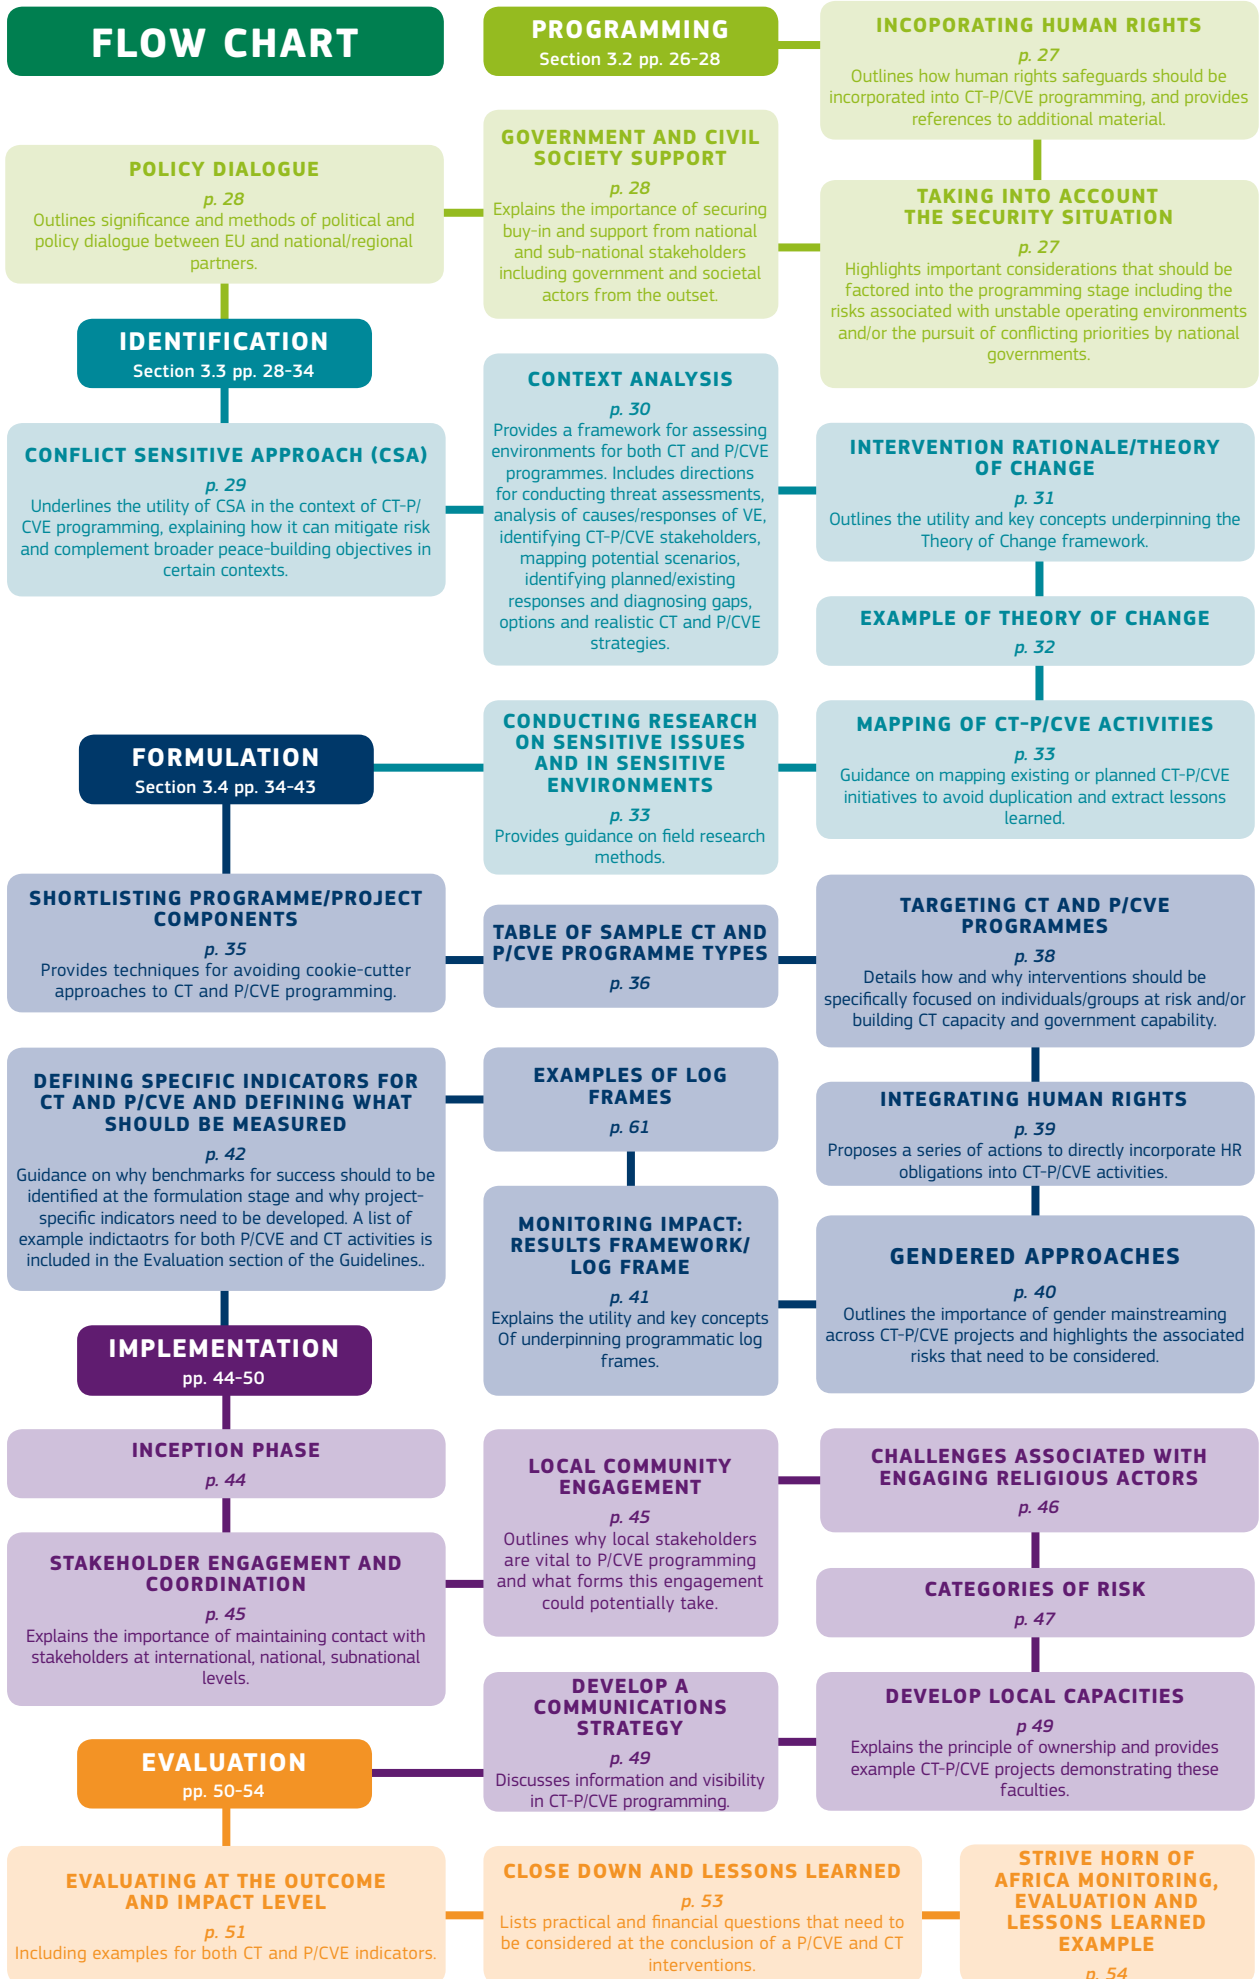 FLOW CHART
PROGRAMMING
Section 3.2 pp. 26-28
INCOPORATING HUMAN RIGHTS
p. 27
Outlines how human rights safeguards should be
incorporated into CT-P/CVE programming, and provides
references to additional material.
TAKING INTO ACCOUNT
THE SECURITY SITUATION
p. 27
Highlights important considerations that should be
factored into the programming stage including the
risks associated with unstable operating environments
and/or the pursuit of conflicting priorities by national
governments.
GOVERNMENT AND CIVIL
SOCIETY SUPPORT
p. 28
Explains the importance of securing
buy-in and support from national
and sub-national stakeholders
including government and societal
actors from the outset.
POLICY DIALOGUE
p. 28
Outlines significance and methods of political and
policy dialogue between EU and national/regional
partners.
IDENTIFICATION
Section 3.3 pp. 28-34
CONFLICT SENSITIVE APPROACH (CSA)
p. 29
Underlines the utility of CSA in the context of CT-P/
CVE programming, explaining how it can mitigate risk
and complement broader peace-building objectives in
certain contexts.
CONTEXT ANALYSIS
p. 30
Provides a framework for assessing
environments for both CT and P/CVE
programmes. Includes directions
for conducting threat assessments,
analysis of causes/responses of VE,
identifying CT-P/CVE stakeholders,
mapping potential scenarios,
identifying planned/existing
responses and diagnosing gaps,
options and realistic CT and P/CVE
strategies.
INTERVENTION RATIONALE/THEORY
OF CHANGE
p. 31
Outlines the utility and key concepts underpinning the
Theory of Change framework.
EXAMPLE OF THEORY OF CHANGE
p. 32
MAPPING OF CT-P/CVE ACTIVITIES
p. 33
Guidance on mapping existing or planned CT-P/CVE
initiatives to avoid duplication and extract lessons
learned.
CONDUCTING RESEARCH
ON SENSITIVE ISSUES
AND IN SENSITIVE
ENVIRONMENTS
p. 33
Provides guidance on field research
methods.
FORMULATION
Section 3.4 pp. 34-43
SHORTLISTING PROGRAMME/PROJECT
COMPONENTS
p. 35
Provides techniques for avoiding cookie-cutter
approaches to CT and P/CVE programming.
TABLE OF SAMPLE CT AND
P/CVE PROGRAMME TYPES
p. 36
TARGETING CT AND P/CVE
PROGRAMMES
p. 38
Details how and why interventions should be
specifically focused on individuals/groups at risk and/or
building CT capacity and government capability.
INTEGRATING HUMAN RIGHTS
p. 39
Proposes a series of actions to directly incorporate HR
obligations into CT-P/CVE activities.
GENDERED APPROACHES
p. 40
Outlines the importance of gender mainstreaming
across CT-P/CVE projects and highlights the associated
risks that need to be considered.
MONITORING IMPACT:
RESULTS FRAMEWORK/
LOG FRAME
p. 41
Explains the utility and key concepts
Of underpinning programmatic log
frames.
EXAMPLES OF LOG
FRAMES
p. 61
DEFINING SPECIFIC INDICATORS FOR
CT AND P/CVE AND DEFINING WHAT
SHOULD BE MEASURED
p. 42
Guidance on why benchmarks for success should to be
identified at the formulation stage and why project-
specific indicators need to be developed. A list of
example indictaotrs for both P/CVE and CT activities is
included in the Evaluation section of the Guidelines..
IMPLEMENTATION
pp. 44-50
INCEPTION PHASE
p. 44
STAKEHOLDER ENGAGEMENT AND
COORDINATION
p. 45
Explains the importance of maintaining contact with
stakeholders at international, national, subnational
levels.
LOCAL COMMUNITY
ENGAGEMENT
p. 45
Outlines why local stakeholders
are vital to P/CVE programming
and what forms this engagement
could potentially take.
CHALLENGES ASSOCIATED WITH
ENGAGING RELIGIOUS ACTORS
p. 46
CATEGORIES OF RISK
p. 47
DEVELOP LOCAL CAPACITIES
p 49
Explains the principle of ownership and provides
example CT-P/CVE projects demonstrating these
faculties.
DEVELOP A
COMMUNICATIONS
STRATEGY
p. 49
Discusses information and visibility
in CT-P/CVE programming.
EVALUATION
pp. 50-54
EVALUATING AT THE OUTCOME
AND IMPACT LEVEL
p. 51
Including examples for both CT and P/CVE indicators.
CLOSE DOWN AND LESSONS LEARNED
p. 53
Lists practical and financial questions that need to
be considered at the conclusion of a P/CVE and CT
interventions.
STRIVE HORN OF
AFRICA MONITORING,
EVALUATION AND
LESSONS LEARNED
EXAMPLE
p. 54